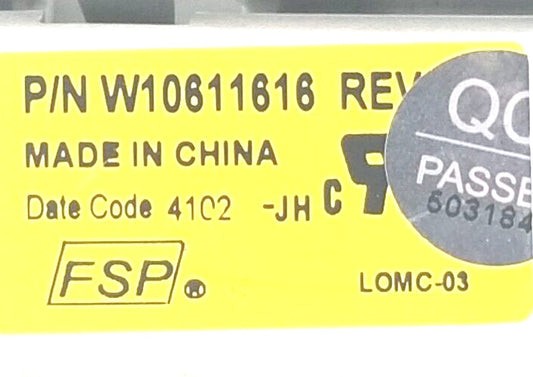 P/N W10611616 REV
MADE IN CHINA
Date Code 4102 -JH
FSP
LOMC-03
QC
PASSE
603184